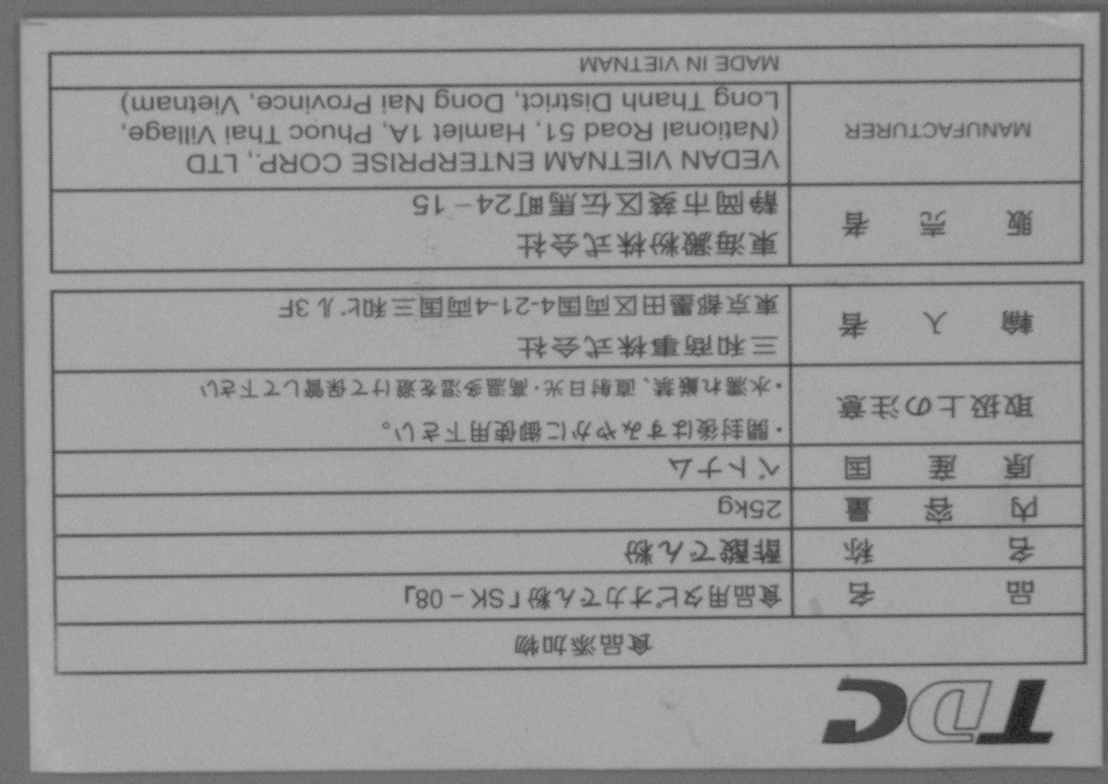 TDC
食品添加物
品名 食品用タピオカでん粉「SK－08」
名称 酢酸でん粉
内容量 25kg
原産国 ベトナム
取扱上の注意 ・開封後はすみやかに御使用下さい。
・水濡れ厳禁、直射日光・高温多湿を避けて保管して下さい
輸入者 三和商事株式会社
東京都墨田区両国4-21-4両国三和ビル3F
販売者 東海澱粉株式会社
静岡市葵区伝馬町24－15
MANUFACTURER VEDAN VIETNAM ENTERPRISE CORP., LTD
(National Road 51, Hamlet 1A, Phuoc Thai Village,
Long Thanh District, Dong Nai Province, Vietnam)
MADE IN VIETNAM